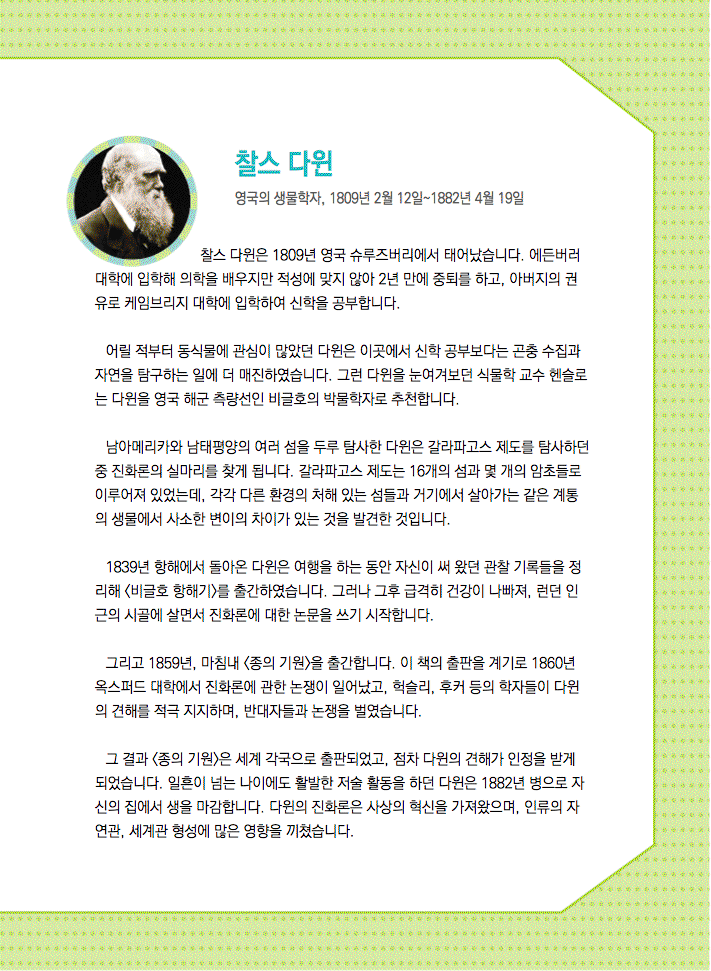 찰스 다윈
영국의 생물학자, 1809년 2월 12일~1882년 4월 19일
찰스 다윈은 1809년 영국 슈루즈버리에서 태어났습니다. 에든버러
대학에 입학해 의학을 배우지만 적성에 맞지 않아 2년 만에 중퇴를 하고, 아버지의 권
유로 케임브리지 대학에 입학하여 신학을 공부합니다.
어릴 적부터 동식물에 관심이 많았던 다윈은 이곳에서 신학 공부보다는 곤충 수집과
자연을 탐구하는 일에 더 매진하였습니다. 그런 다윈을 눈여겨보던 식물학 교수 헨슬로
는 다윈을 영국 해군 측량선인 비글호의 박물학자로 추천합니다.
남아메리카와 남태평양의 여러 섬을 두루 탐사한 다윈은 갈라파고스 제도를 탐사하던
중 진화론의 실마리를 찾게 됩니다. 갈라파고스 제도는 16개의 섬과 몇 개의 암초들로
이루어져 있었는데, 각각 다른 환경의 처해 있는 섬들과 거기에서 살아가는 같은 계통
의 생물에서 사소한 변이의 차이가 있는 것을 발견한 것입니다.
1839년 항해에서 돌아온 다윈은 여행을 하는 동안 자신이 써 왔던 관찰 기록들을 정
리해 〈비글호 항해기〉를 출간하였습니다. 그러나 그후 급격히 건강이 나빠져, 런던 인
근의 시골에 살면서 진화론에 대한 논문을 쓰기 시작합니다.
그리고 1859년, 마침내 〈종의 기원〉을 출간합니다. 이 책의 출판을 계기로 1860년
옥스퍼드 대학에서 진화론에 관한 논쟁이 일어났고, 헉슬리, 후커 등의 학자들이 다윈
의 견해를 적극 지지하며, 반대자들과 논쟁을 벌였습니다.
그 결과 〈종의 기원〉은 세계 각국으로 출판되었고, 점차 다윈의 견해가 인정을 받게
되었습니다. 일흔이 넘는 나이에도 활발한 저술 활동을 하던 다윈은 1882년 병으로 자
신의 집에서 생을 마감합니다. 다윈의 진화론은 사상의 혁신을 가져왔으며, 인류의 자
연관, 세계관 형성에 많은 영향을 끼쳤습니다.